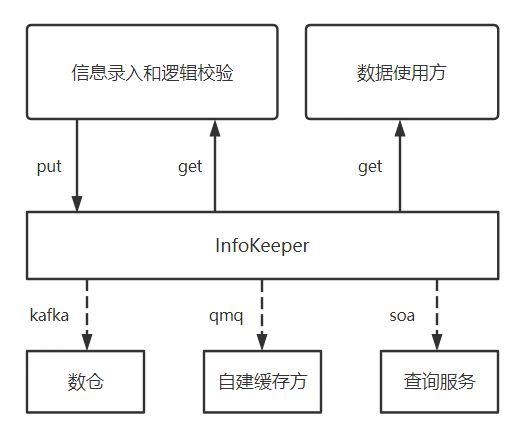 信息录入和逻辑校验
数据使用方
put
get
get
InfoKeeper
kafka
qmq
soa
数仓
自建缓存方
查询服务